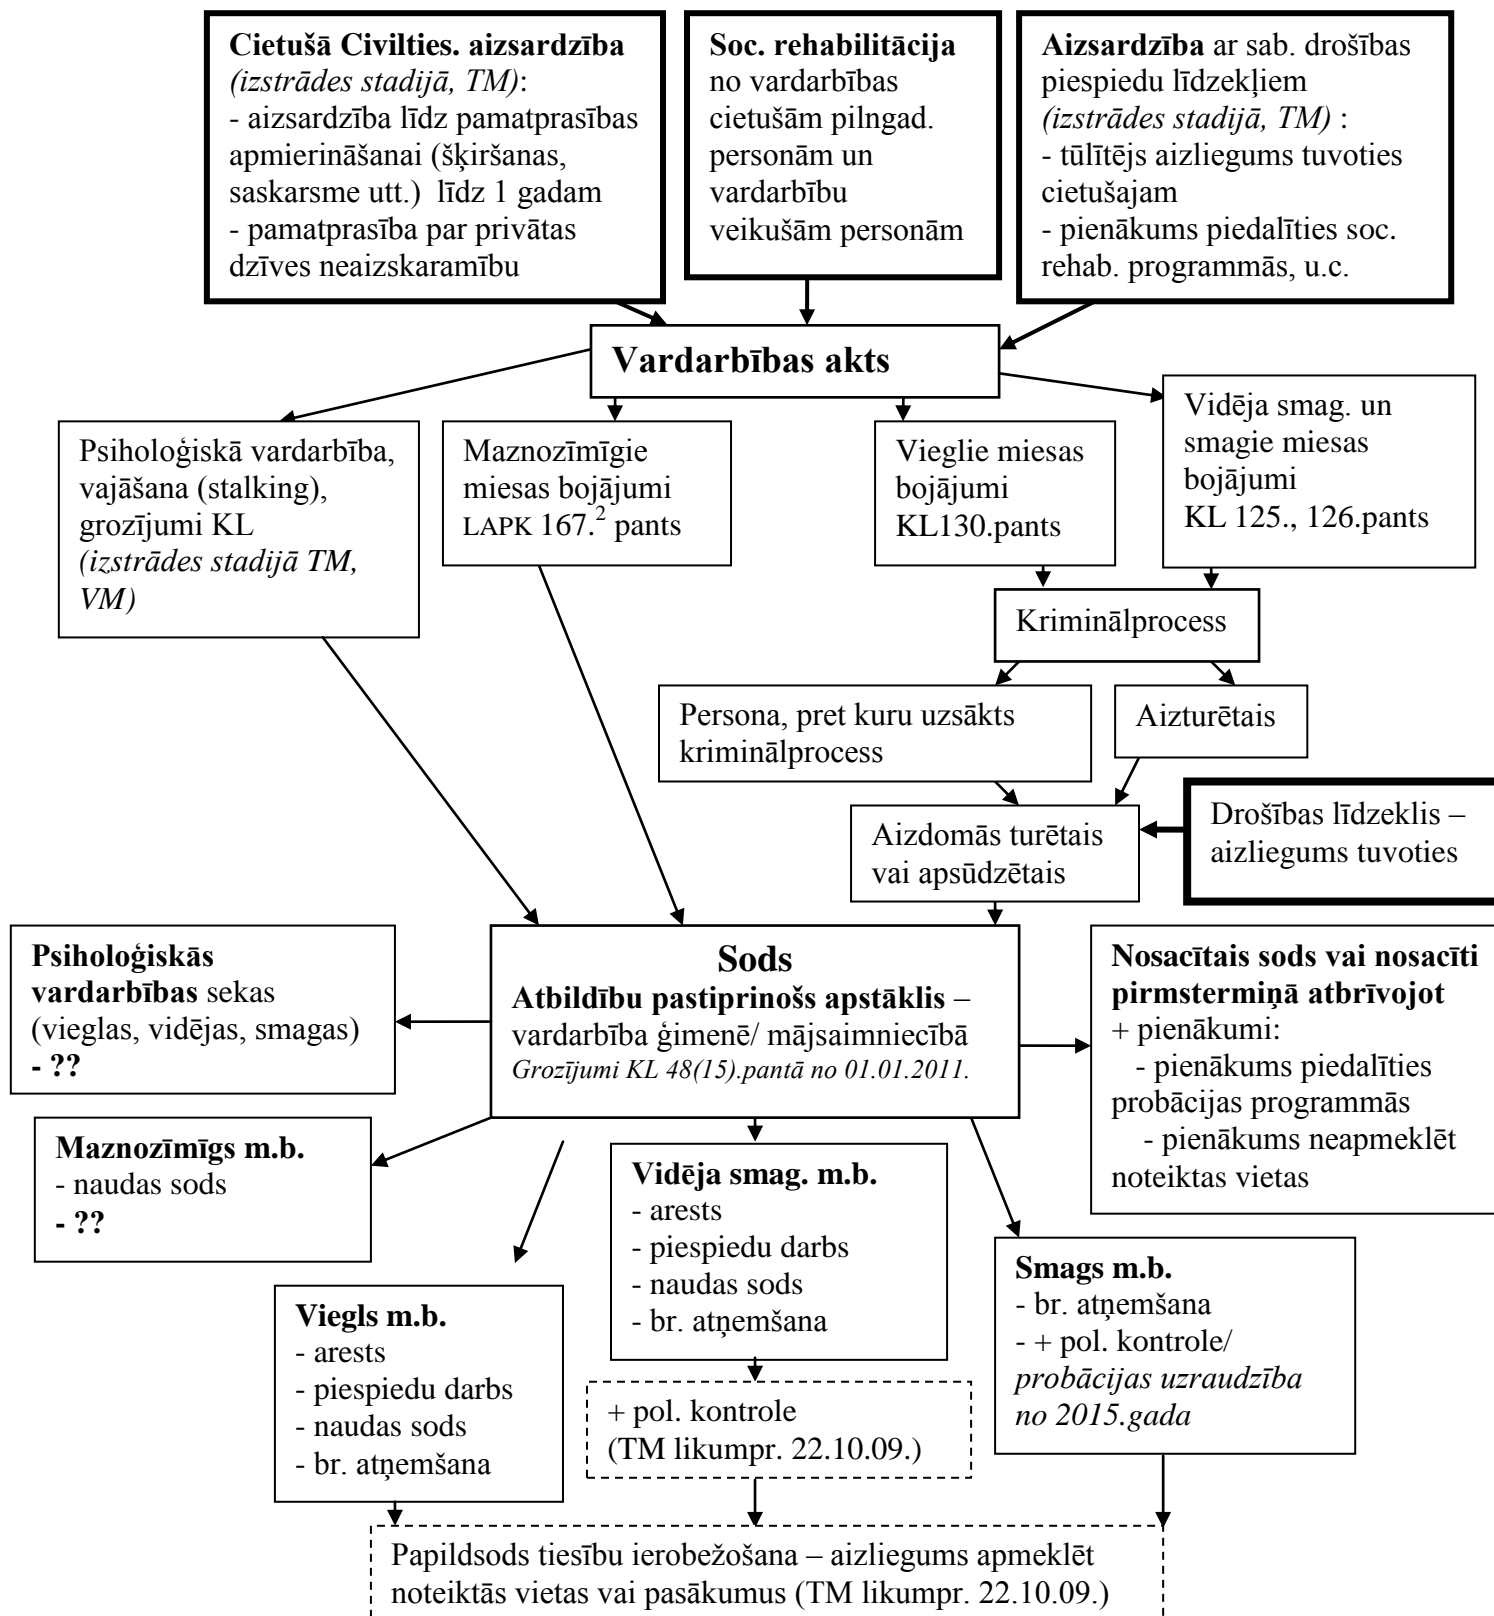 Cietušā Civilties. aizsardzība
(izstrādes stadijā, TM):
- aizsardzība līdz pamatprasības
apmierināšanai (šķiršanas,
saskarsme utt.) līdz 1 gadam
- pamatprasība par privātas
dzīves neaizskaramību
Soc. rehabilitācija
no vardarbības
cietušām pilngad.
personām un
vardarbību
veikušām personām
Aizsardzība ar sab. drošības
piespiedu līdzekļiem
(izstrādes stadijā, TM) :
- tūlītējs aizliegums tuvoties
cietušajam
- pienākums piedalīties soc.
rehab. programmās, u.c.
Vardarbības akts
Psiholoģiskā vardarbība,
vajāšana (stalking),
grozījumi KL
(izstrādes stadijā TM,
VM)
Maznozīmīgie
miesas bojājumi
LAPK 167.² pants
Vieglie miesas
bojājumi
KL130.pants
Vidēja smag. un
smagie miesas
bojājumi
KL 125., 126.pants
Kriminālprocess
Persona, pret kuru uzsākts
kriminālprocess
Aizturētais
Aizdomās turētais
vai apsūdzētais
Drošības līdzeklis –
aizliegums tuvoties
Psiholoģiskās
vardarbības sekas
(vieglas, vidējas, smagas)
- ??
Sods
Atbildību pastiprinošs apstāklis –
vardarbība ģimenē/ mājsaimniecībā
Grozījumi KL 48(15).pantā no 01.01.2011.
Nosacītais sods vai nosacīti
pirmstermiņā atbrīvojot
+ pienākumi:
- pienākums piedalīties
probācijas programmās
- pienākums neapmeklēt
noteiktas vietas
Maznozīmīgs m.b.
- naudas sods
- ??
Viegls m.b.
- arests
- piespiedu darbs
- naudas sods
- br. atņemšana
Vidēja smag. m.b.
- arests
- piespiedu darbs
- naudas sods
- br. atņemšana
+ pol. kontrole
(TM likumpr. 22.10.09.)
Smags m.b.
- br. atņemšana
- + pol. kontrole/
probācijas uzraudzība
no 2015.gada
Papildsods tiesību ierobežošana – aizliegums apmeklēt
noteiktās vietas vai pasākumus (TM likumpr. 22.10.09.)